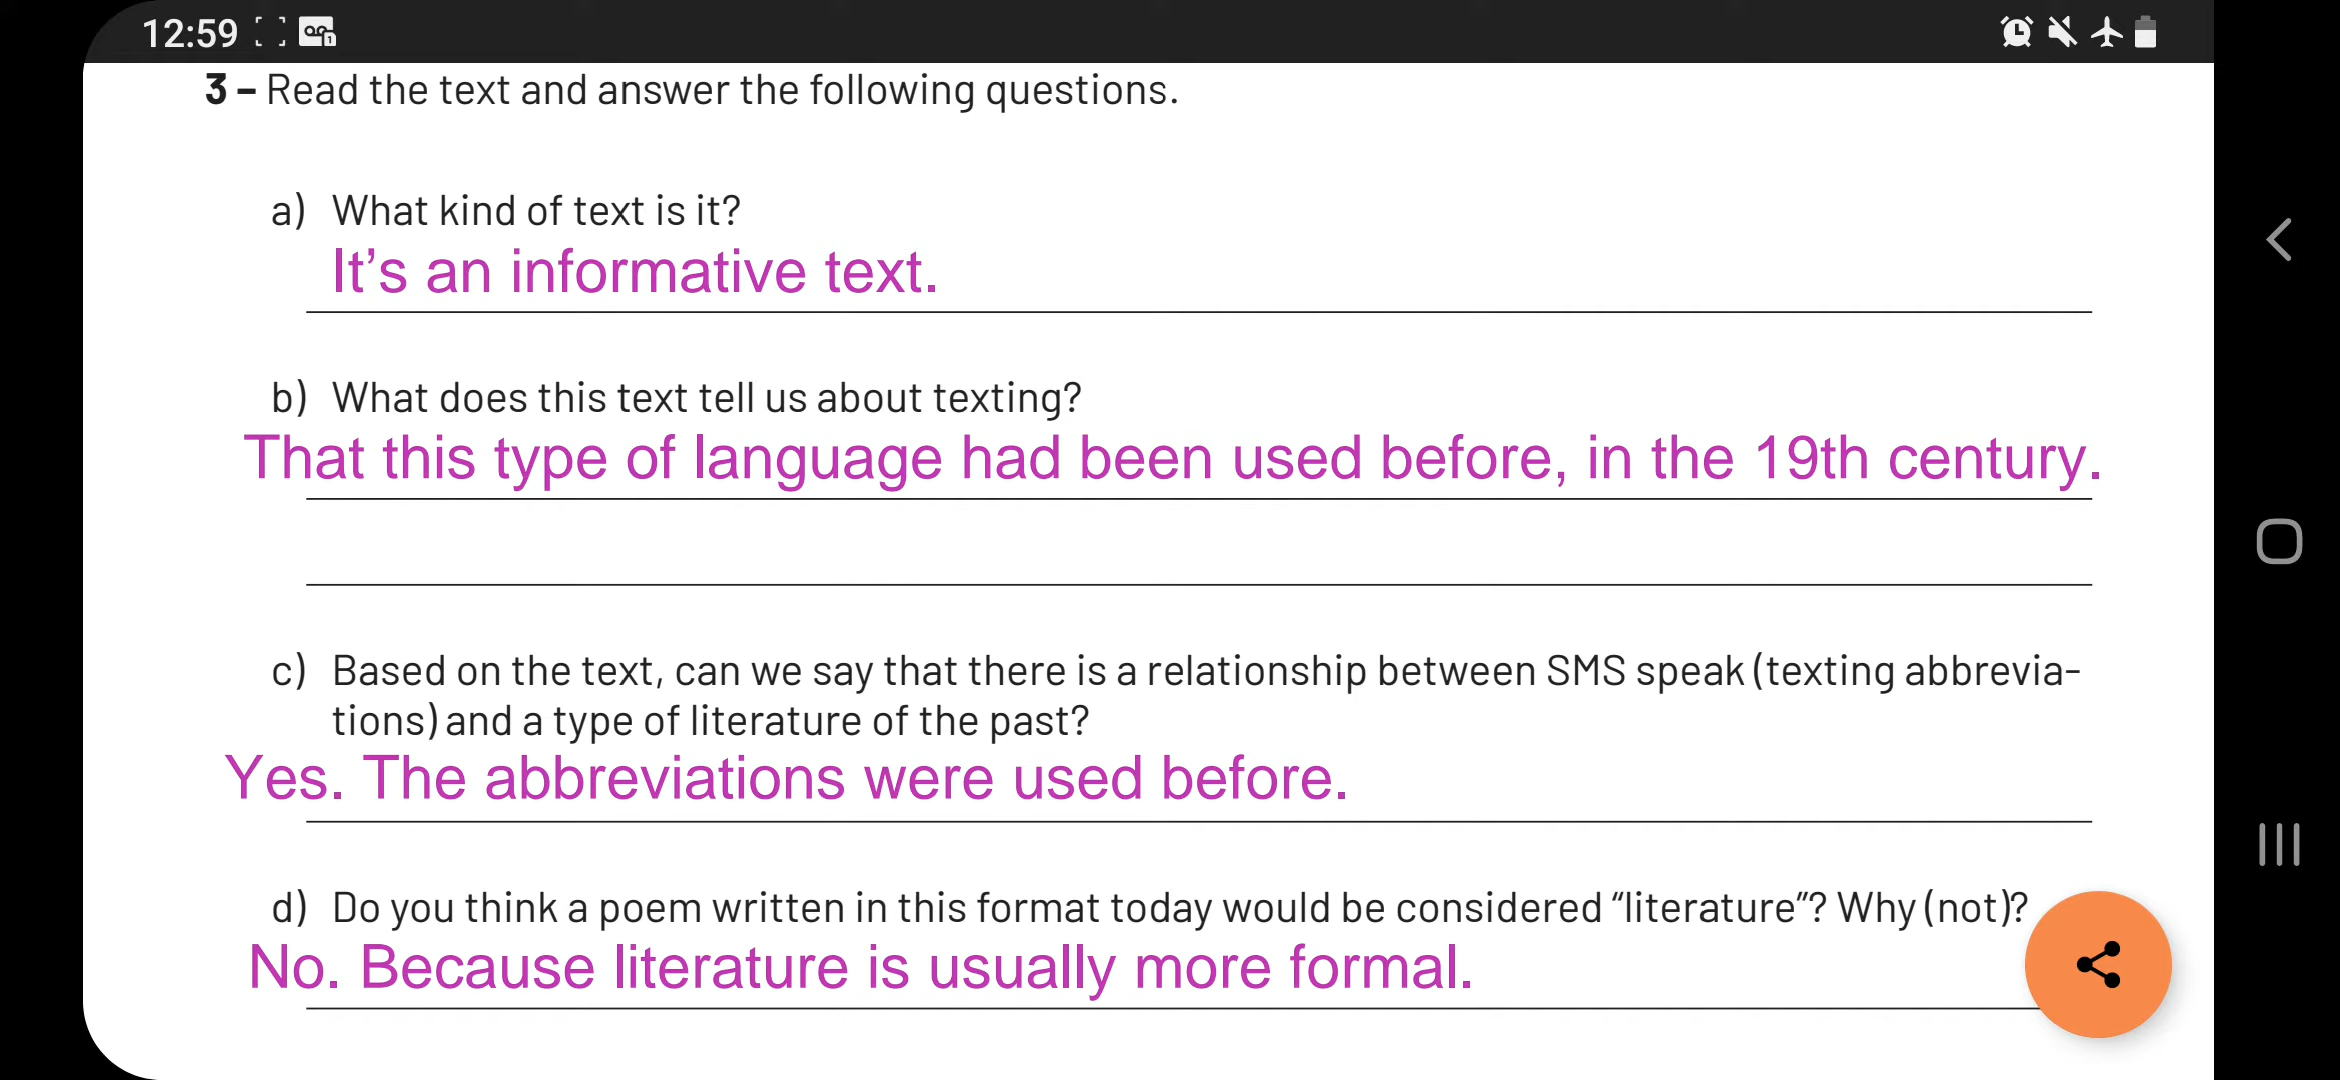 12:59
3 – Read the text and answer the following questions.
a) What kind of text is it?
It's an informative text.
b) What does this text tell us about texting?
That this type of language had been used before, in the 19th century.
c) Based on the text, can we say that there is a relationship between SMS speak (texting abbrevia-
tions) and a type of literature of the past?
Yes. The abbreviations were used before.
d) Do you think a poem written in this format today would be considered “literature”? Why (not)?
No. Because literature is usually more formal.